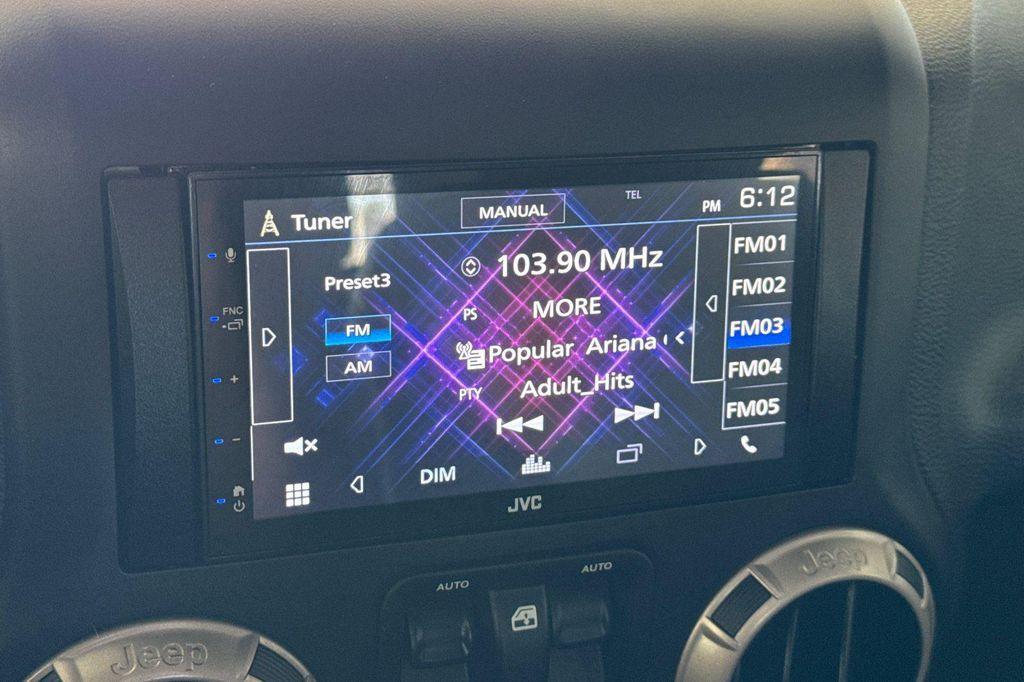 Tuner
MANUAL
TEL
PM 6:12
Preset3
103.90 MHz
FM01
PS MORE
FM02
FNC
FM
Popular Ariana
FM03
AM
PTY Adult_Hits
FM04
FM05
DIM
JVC
AUTO
AUTO
Jeep
Jeep